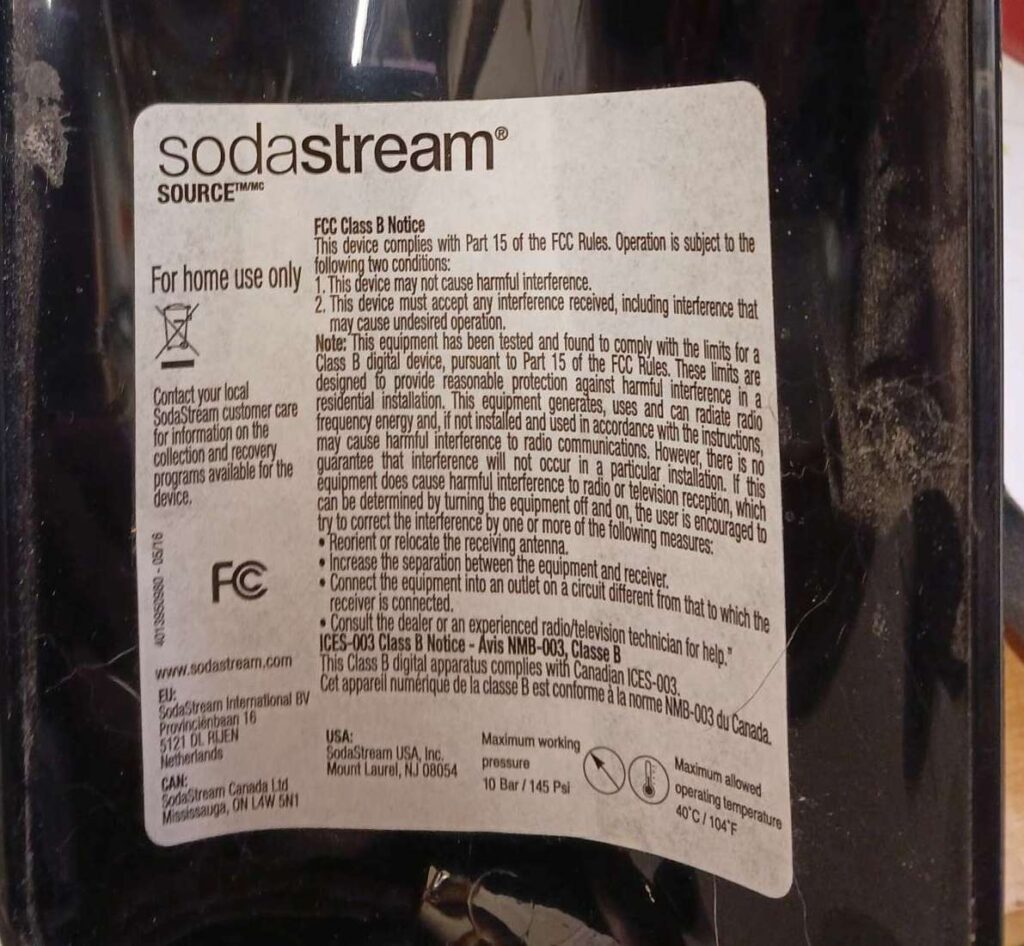 sodastream®
SOURCE™/MC
For home use only
Contact your local
SodaStream customer care
for information on the
collection and recovery
programs available for the
device.
FC
4013950980 - 05/16
www.sodastream.com
EU:
SodaStream International BV
Provinciënbaan 16
5121 DL RIJEN
Netherlands
CAN:
SodaStream Canada Ltd
Mississauga, ON L4W 5N1
FCC Class B Notice
This device complies with Part 15 of the FCC Rules. Operation is subject to the
following two conditions:
1. This device may not cause harmful interference.
2. This device must accept any interference received, including interference that
may cause undesired operation.
Note: This equipment has been tested and found to comply with the limits for a
Class B digital device, pursuant to Part 15 of the FCC Rules. These limits are
designed to provide reasonable protection against harmful interference in a
residential installation. This equipment generates, uses and can radiate radio
frequency energy and, if not installed and used in accordance with the instructions,
may cause harmful interference to radio communications. However, there is no
guarantee that interference will not occur in a particular installation. If this
equipment does cause harmful interference to radio or television reception, which
can be determined by turning the equipment off and on, the user is encouraged to
try to correct the interference by one or more of the following measures:
• Reorient or relocate the receiving antenna.
• Increase the separation between the equipment and receiver.
• Connect the equipment into an outlet on a circuit different from that to which the
receiver is connected.
• Consult the dealer or an experienced radio/television technician for help."
ICES-003 Class B Notice - Avis NMB-003, Classe B
This Class B digital apparatus complies with Canadian ICES-003.
Cet appareil numérique de la classe B est conforme à la norme NMB-003 du Canada.
USA:
SodaStream USA, Inc.
Mount Laurel, NJ 08054
Maximum working
pressure
10 Bar / 145 Psi
Maximum allowed
operating temperature
40°C / 104°F